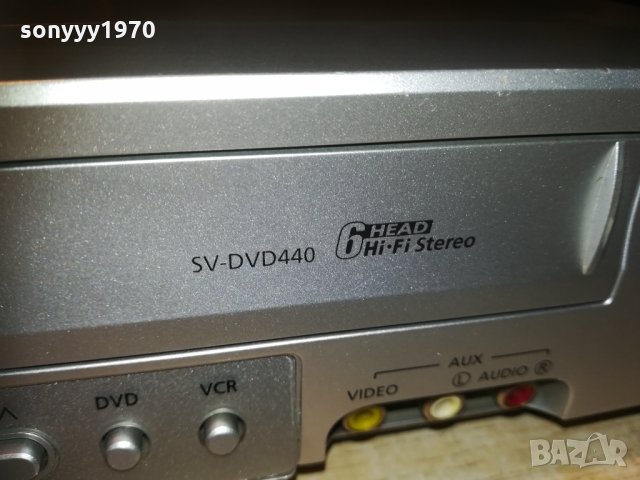 sonyyy1970
SV-DVD440
6 HEAD
Hi·Fi Stereo
AUX
VIDEO L AUDIO R
DVD VCR
BAZAR